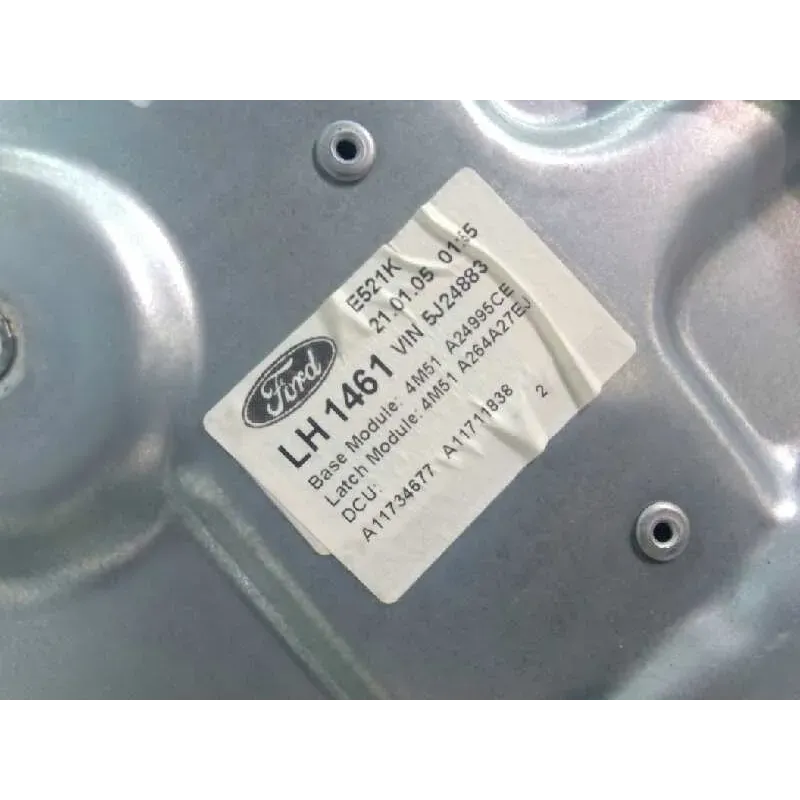 E521K
21.01.05 01:55
Ford
LH 1461 VIN 5J24883
Base Module: 4M51 A24995CE
Latch Module: 4M51 A264A27EJ
DCU:
A11734677 A11711838 2